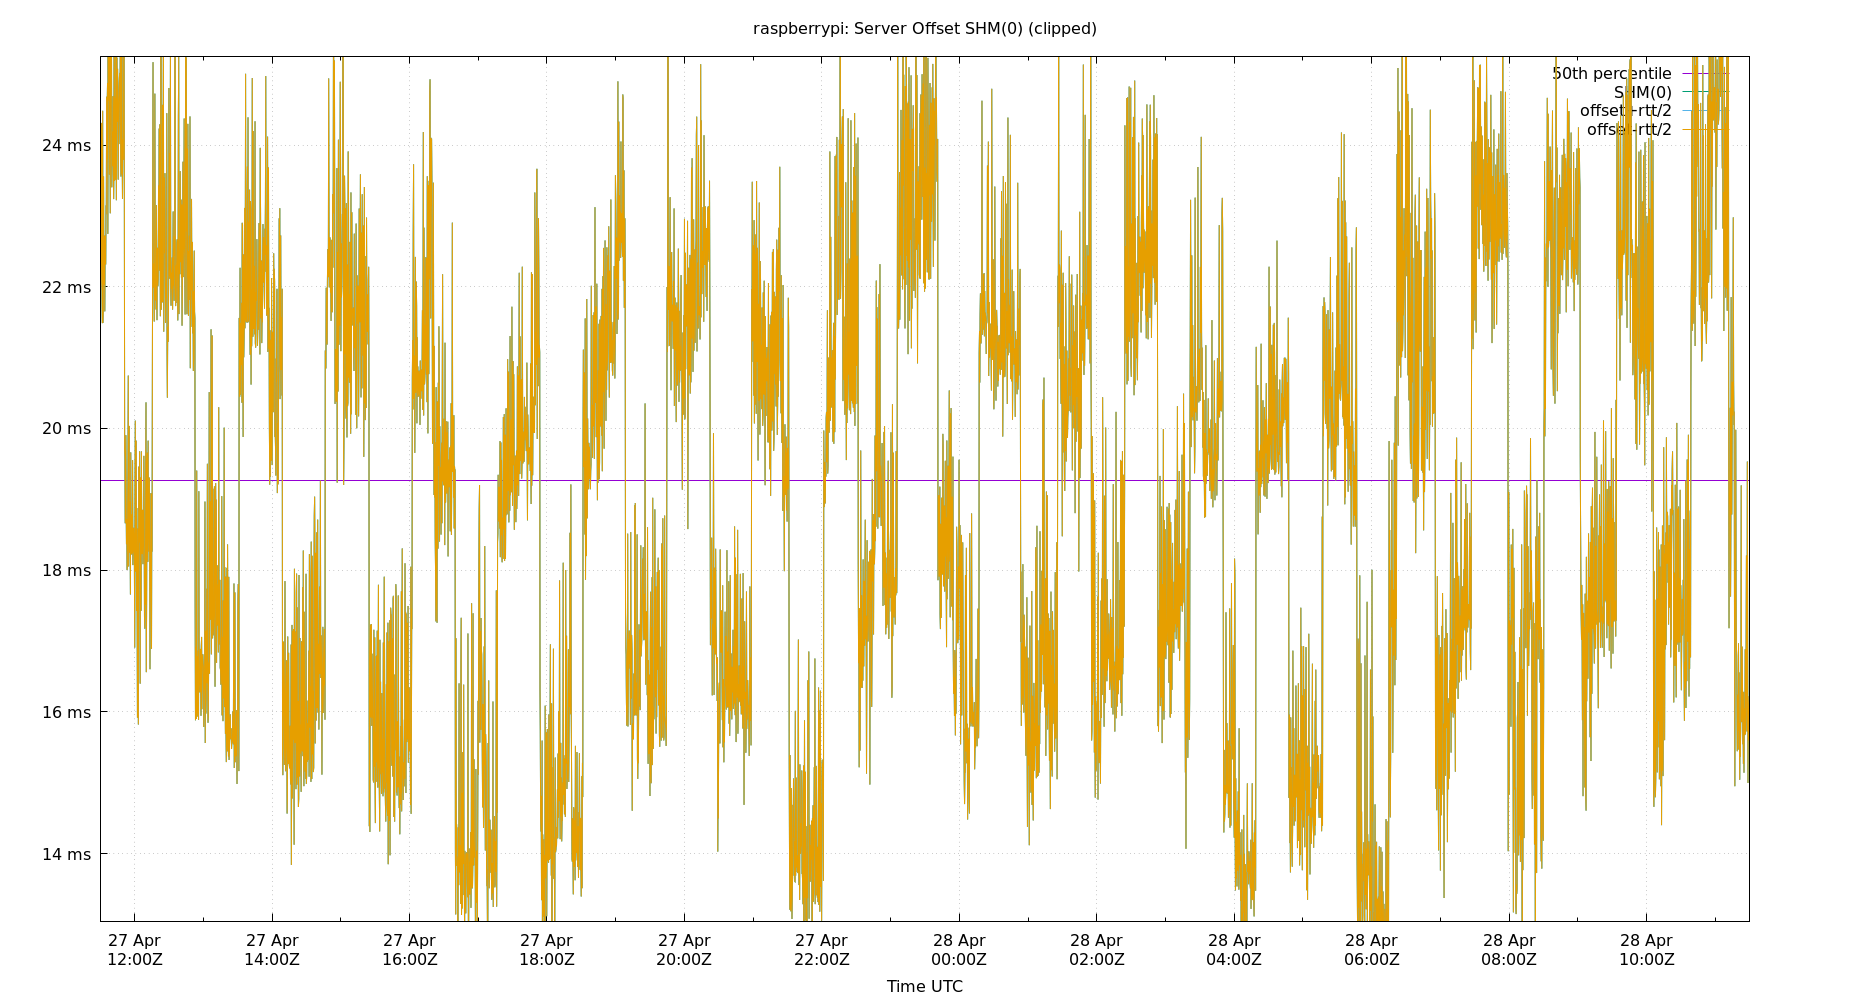 raspberrypi: Server Offset SHM(0) (clipped)
50th percentile
SHM(0)
offset+rtt/2
offset-rtt/2
24 ms
22 ms
20 ms
18 ms
16 ms
14 ms
27 Apr 27 Apr 27 Apr 27 Apr 27 Apr 27 Apr 28 Apr 28 Apr 28 Apr 28 Apr 28 Apr 28 Apr
12:00Z 14:00Z 16:00Z 18:00Z 20:00Z 22:00Z 00:00Z 02:00Z 04:00Z 06:00Z 08:00Z 10:00Z
Time UTC